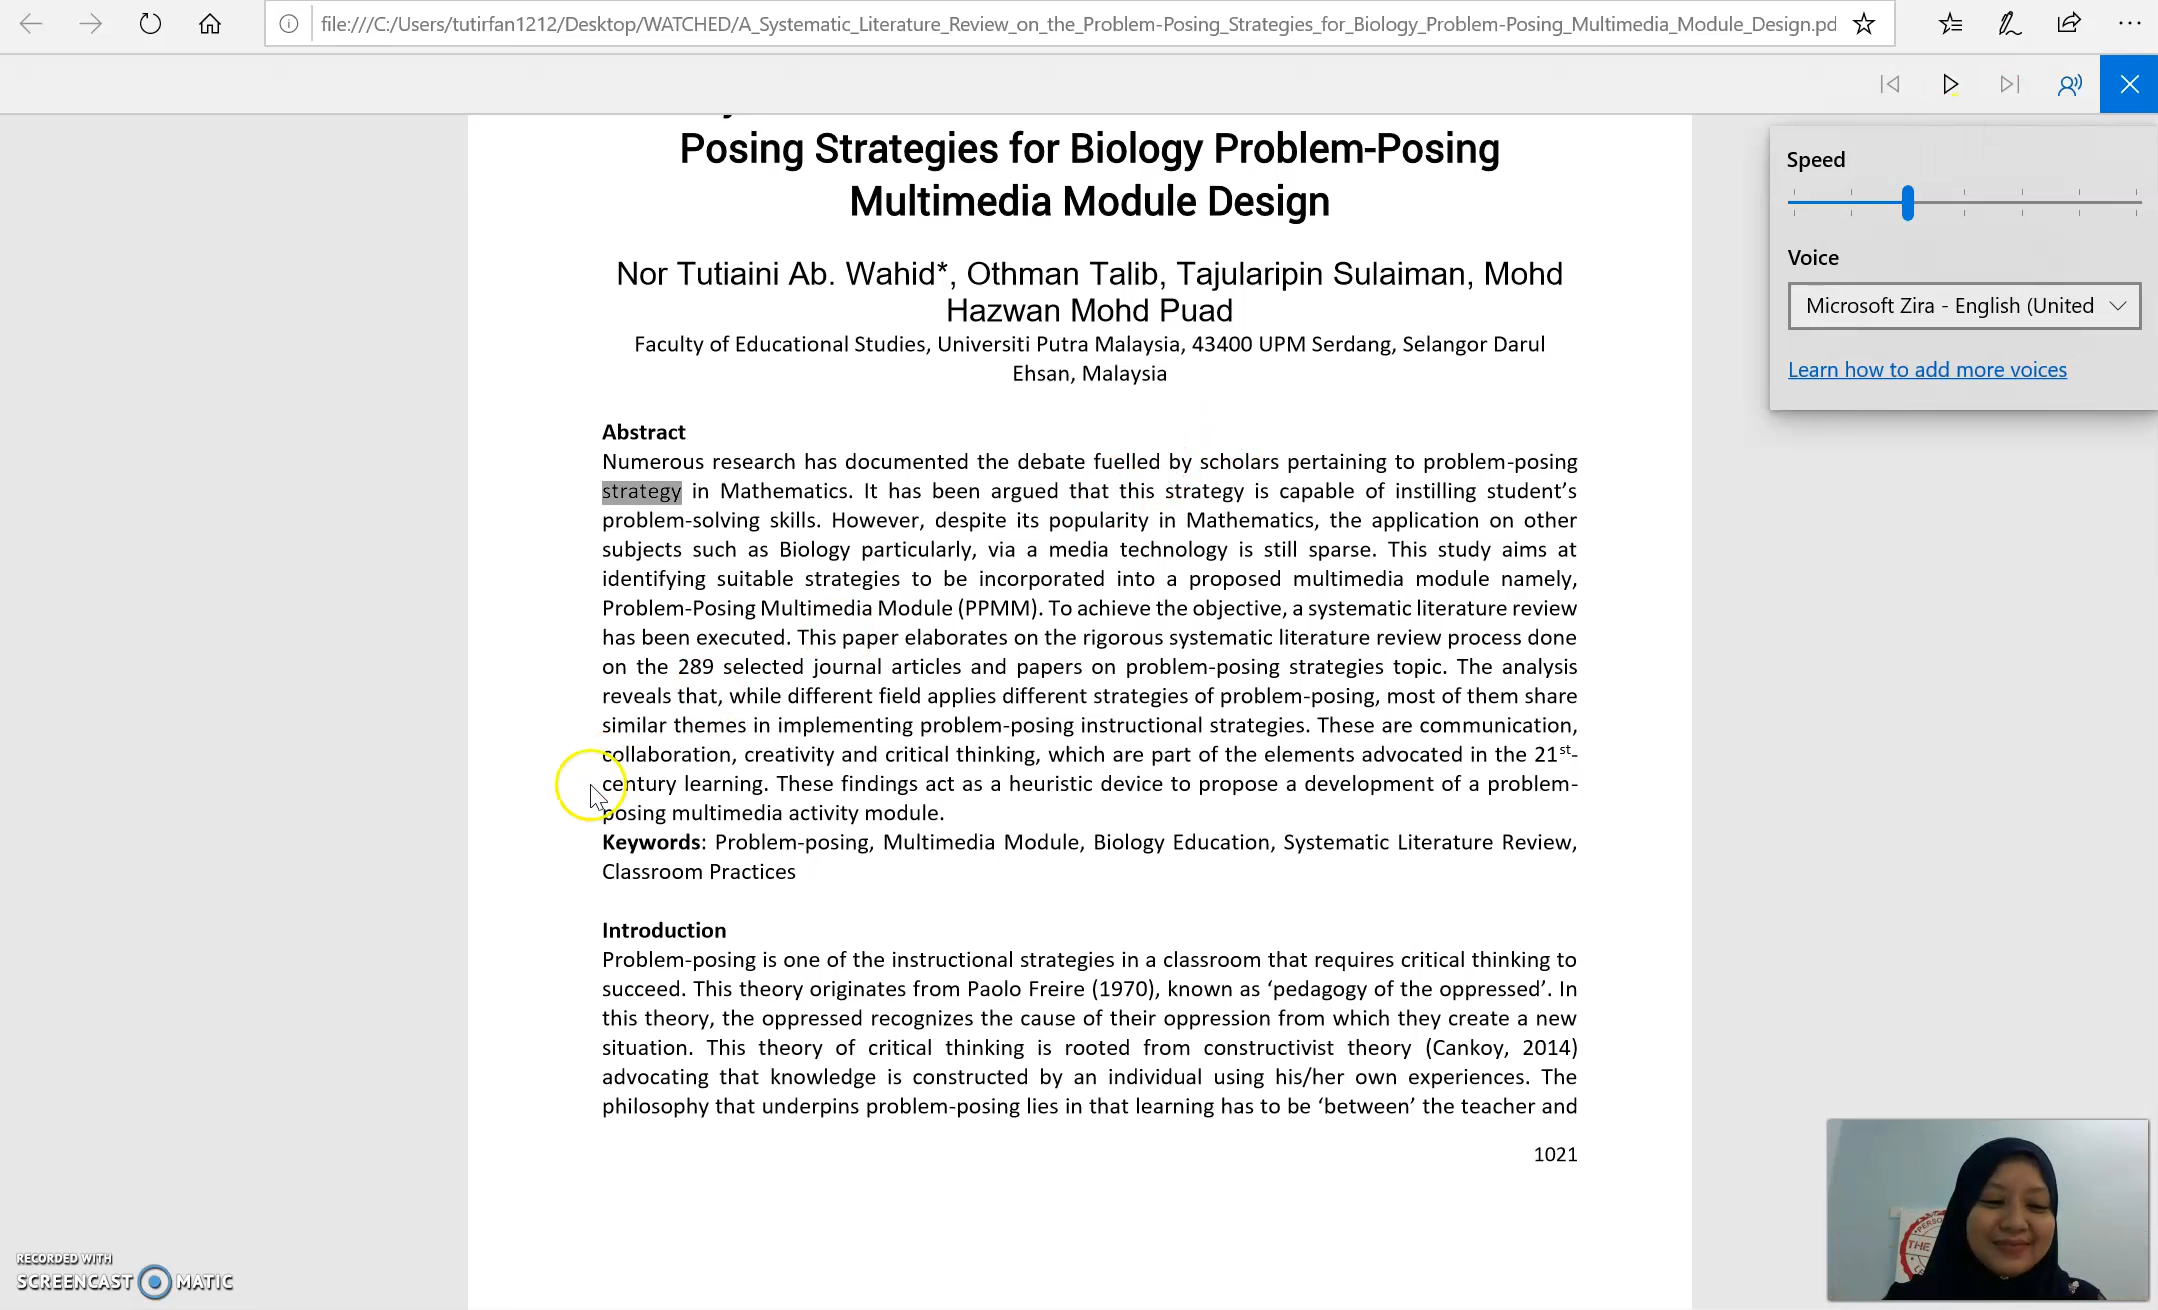 file:///C:/Users/tutirfan1212/Desktop/WATCHED/A_Systematic_Literature_Review_on_the_Problem-Posing_Strategies_for_Biology_Problem-Posing_Multimedia_Module_Design.pd
Speed
Voice
Microsoft Zira - English (United
Learn how to add more voices
Posing Strategies for Biology Problem-Posing
Multimedia Module Design
Nor Tutiaini Ab. Wahid*, Othman Talib, Tajularipin Sulaiman, Mohd
Hazwan Mohd Puad
Faculty of Educational Studies, Universiti Putra Malaysia, 43400 UPM Serdang, Selangor Darul
Ehsan, Malaysia
Abstract
Numerous research has documented the debate fuelled by scholars pertaining to problem-posing
strategy in Mathematics. It has been argued that this strategy is capable of instilling student’s
problem-solving skills. However, despite its popularity in Mathematics, the application on other
subjects such as Biology particularly, via a media technology is still sparse. This study aims at
identifying suitable strategies to be incorporated into a proposed multimedia module namely,
Problem-Posing Multimedia Module (PPMM). To achieve the objective, a systematic literature review
has been executed. This paper elaborates on the rigorous systematic literature review process done
on the 289 selected journal articles and papers on problem-posing strategies topic. The analysis
reveals that, while different field applies different strategies of problem-posing, most of them share
similar themes in implementing problem-posing instructional strategies. These are communication,
collaboration, creativity and critical thinking, which are part of the elements advocated in the 21st-
century learning. These findings act as a heuristic device to propose a development of a problem-
posing multimedia activity module.
Keywords: Problem-posing, Multimedia Module, Biology Education, Systematic Literature Review,
Classroom Practices
Introduction
Problem-posing is one of the instructional strategies in a classroom that requires critical thinking to
succeed. This theory originates from Paolo Freire (1970), known as ‘pedagogy of the oppressed’. In
this theory, the oppressed recognizes the cause of their oppression from which they create a new
situation. This theory of critical thinking is rooted from constructivist theory (Cankoy, 2014)
advocating that knowledge is constructed by an individual using his/her own experiences. The
philosophy that underpins problem-posing lies in that learning has to be ‘between’ the teacher and
1021
RECORDED WITH
SCREENCAST MATIC
THE